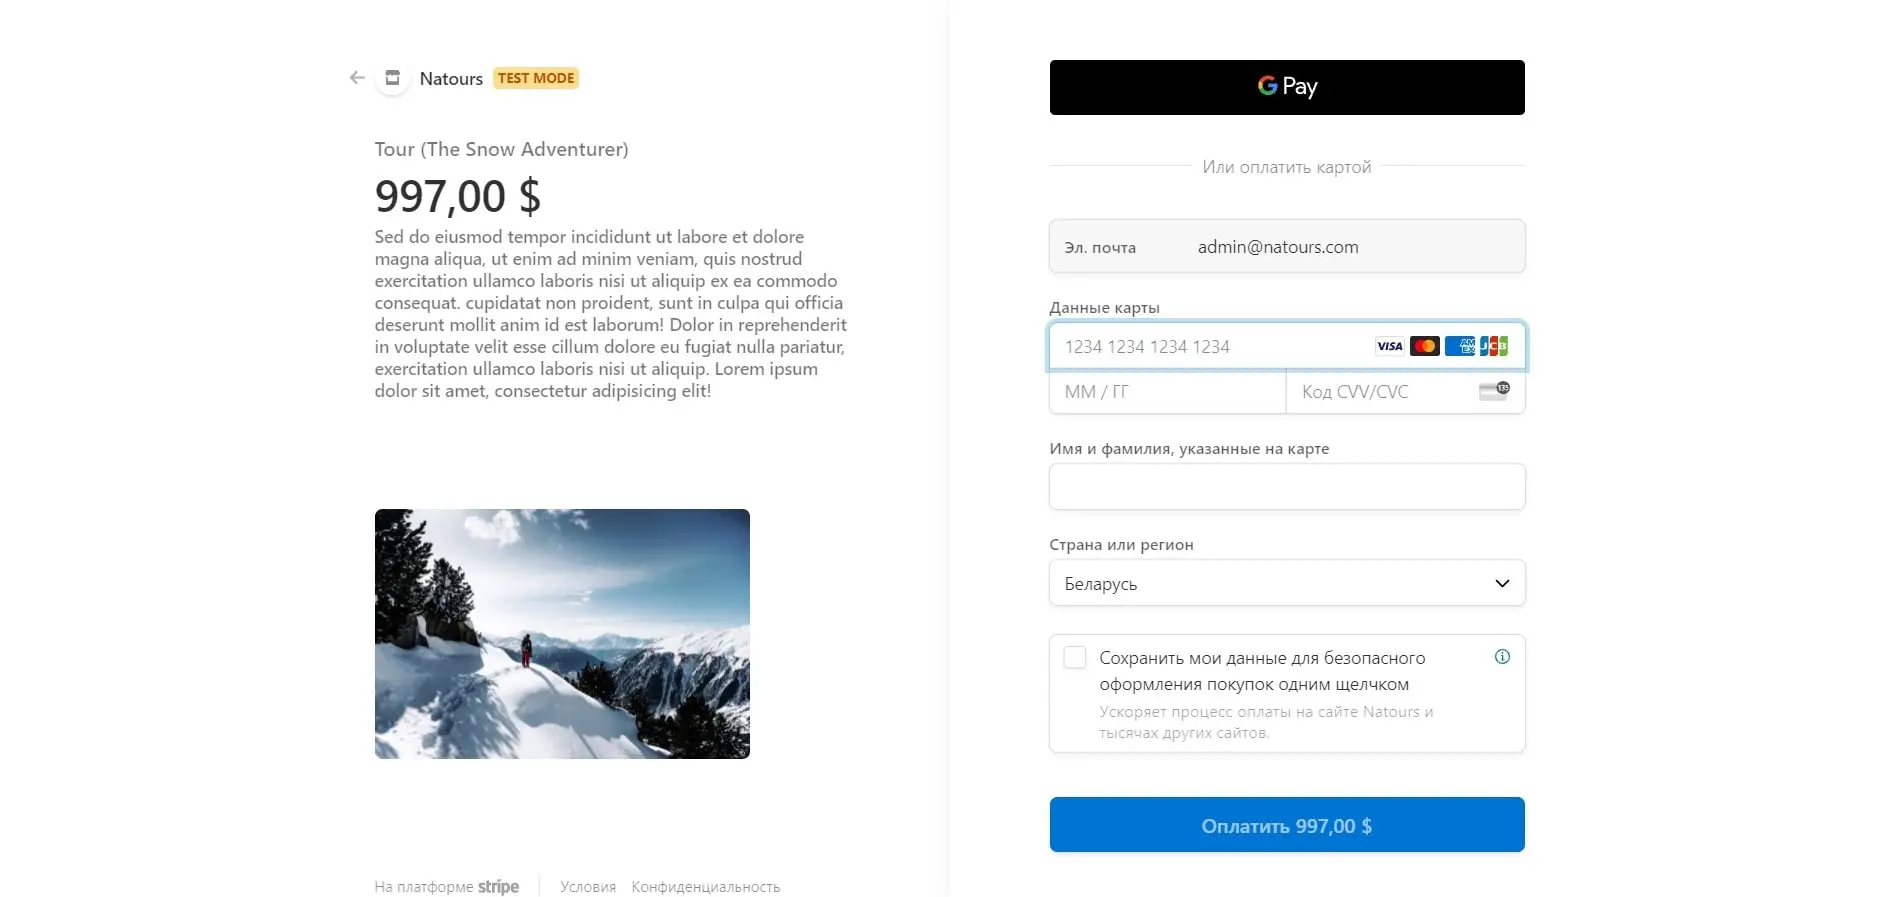 Natours TEST MODE
Tour (The Snow Adventurer)
997,00 $
Sed do eiusmod tempor incididunt ut labore et dolore
magna aliqua, ut enim ad minim veniam, quis nostrud
exercitation ullamco laboris nisi ut aliquip ex ea commodo
consequat. cupidatat non proident, sunt in culpa qui officia
deserunt mollit anim id est laborum! Dolor in reprehenderit
in voluptate velit esse cillum dolore eu fugiat nulla pariatur,
exercitation ullamco laboris nisi ut aliquip. Lorem ipsum
dolor sit amet, consectetur adipisicing elit!
На платформе stripe
Условия Конфиденциальность
G Pay
Или оплатить картой
Эл. почта admin@natours.com
Данные карты
1234 1234 1234 1234 VISA AMEX JCB
ММ / ГГ Код CVV/CVC 135
Имя и фамилия, указанные на карте
Страна или регион
Беларусь
Сохранить мои данные для безопасного
оформления покупок одним щелчком
Ускоряет процесс оплаты на сайте Natours и
тысячах других сайтов.
Оплатить 997,00 $